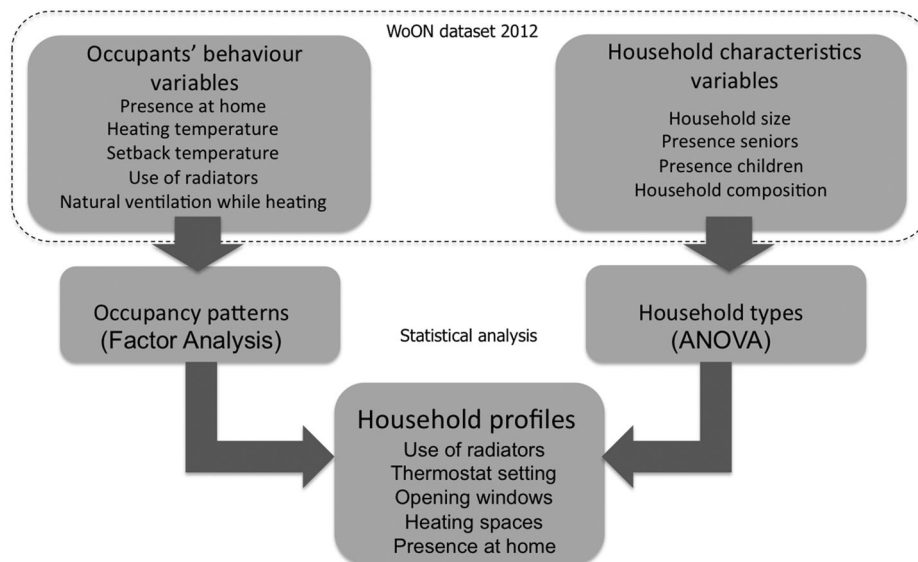 WoON dataset 2012
Occupants’ behaviour
variables
Presence at home
Heating temperature
Setback temperature
Use of radiators
Natural ventilation while heating
Household characteristics
variables
Household size
Presence seniors
Presence children
Household composition
Occupancy patterns
(Factor Analysis)
Statistical analysis
Household types
(ANOVA)
Household profiles
Use of radiators
Thermostat setting
Opening windows
Heating spaces
Presence at home